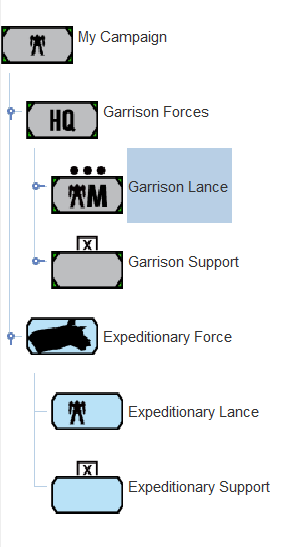 My Campaign
HQ
Garrison Forces
M
Garrison Lance
X
Garrison Support
Expeditionary Force
Expeditionary Lance
X
Expeditionary Support